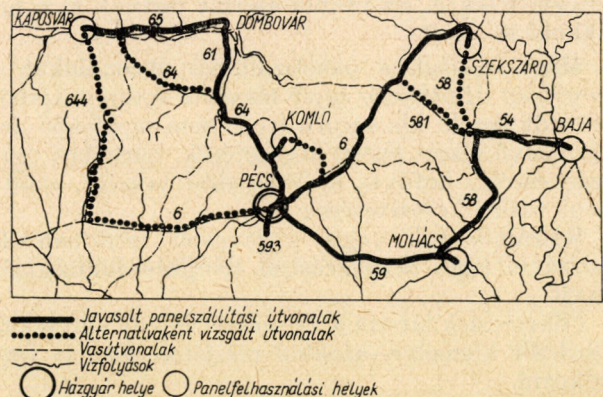 KAPOSVÁR
65
DOMBÓVÁR
61
64
64
644
KOMLÓ
SZEKSZÁRD
58
581
54
BAJA
6
PÉCS
6
593
58
MOHÁCS
59
Javasolt panelszállítási útvonalak
Alternatívaként vizsgált útvonalak
Vasútvonalak
Vízfolyások
Házgyár helye Panelfelhasználási helyek